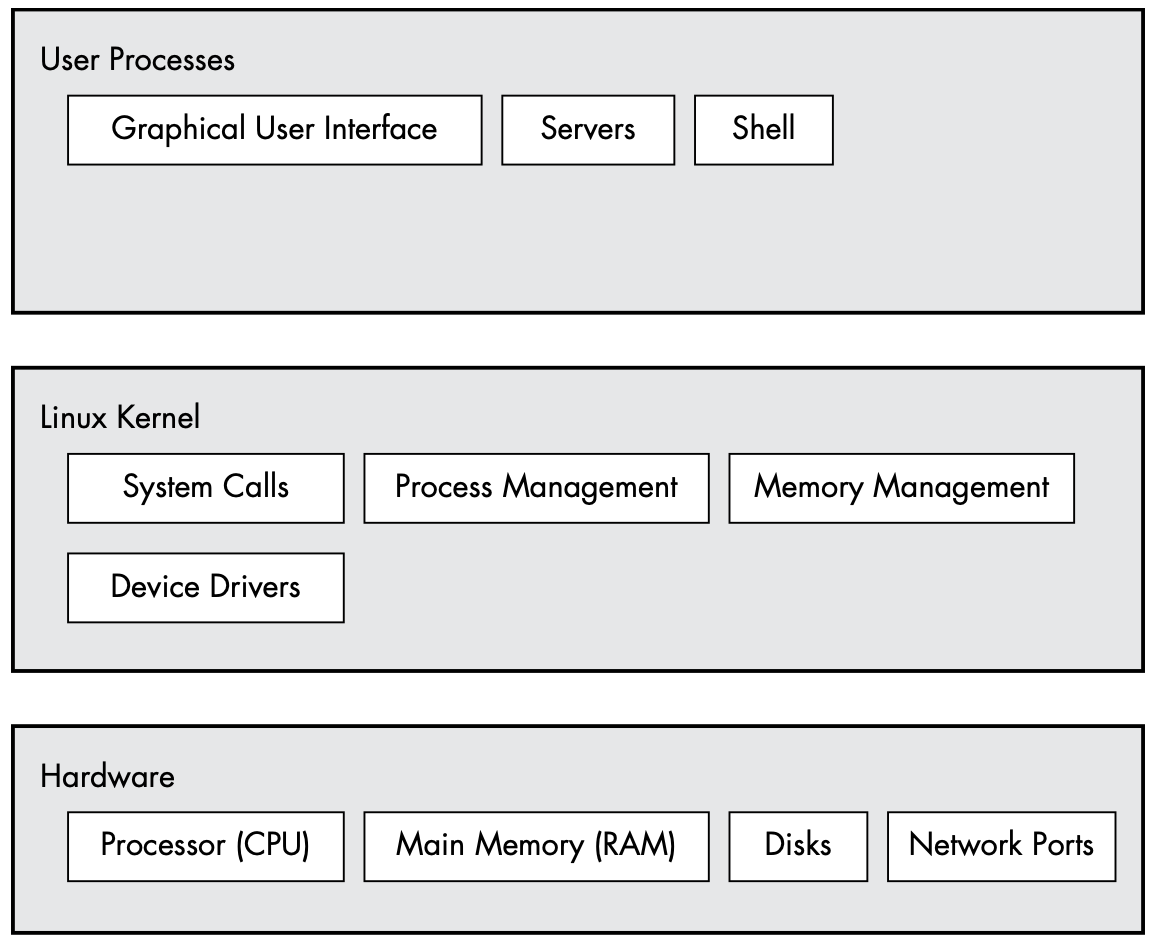 User Processes
Graphical User Interface Servers Shell
Linux Kernel
System Calls Process Management Memory Management
Device Drivers
Hardware
Processor (CPU) Main Memory (RAM) Disks Network Ports